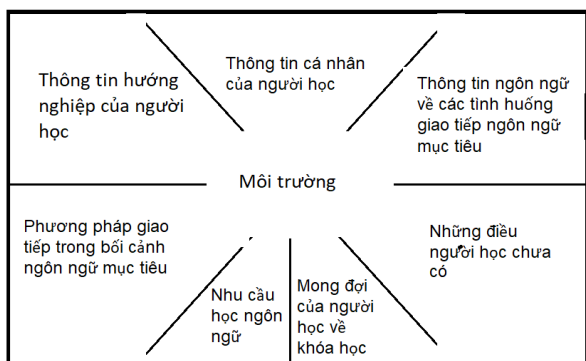 Thông tin hướng
nghiệp của người
học
Thông tin cá nhân
của người học
Thông tin ngôn ngữ
về các tình huống
giao tiếp ngôn ngữ
mục tiêu
Môi trường
Phương pháp giao
tiếp trong bối cảnh
ngôn ngữ mục tiêu
Nhu cầu
học ngôn
ngữ
Mong đợi
của người
học về
khóa học
Những điều
người học chưa
có